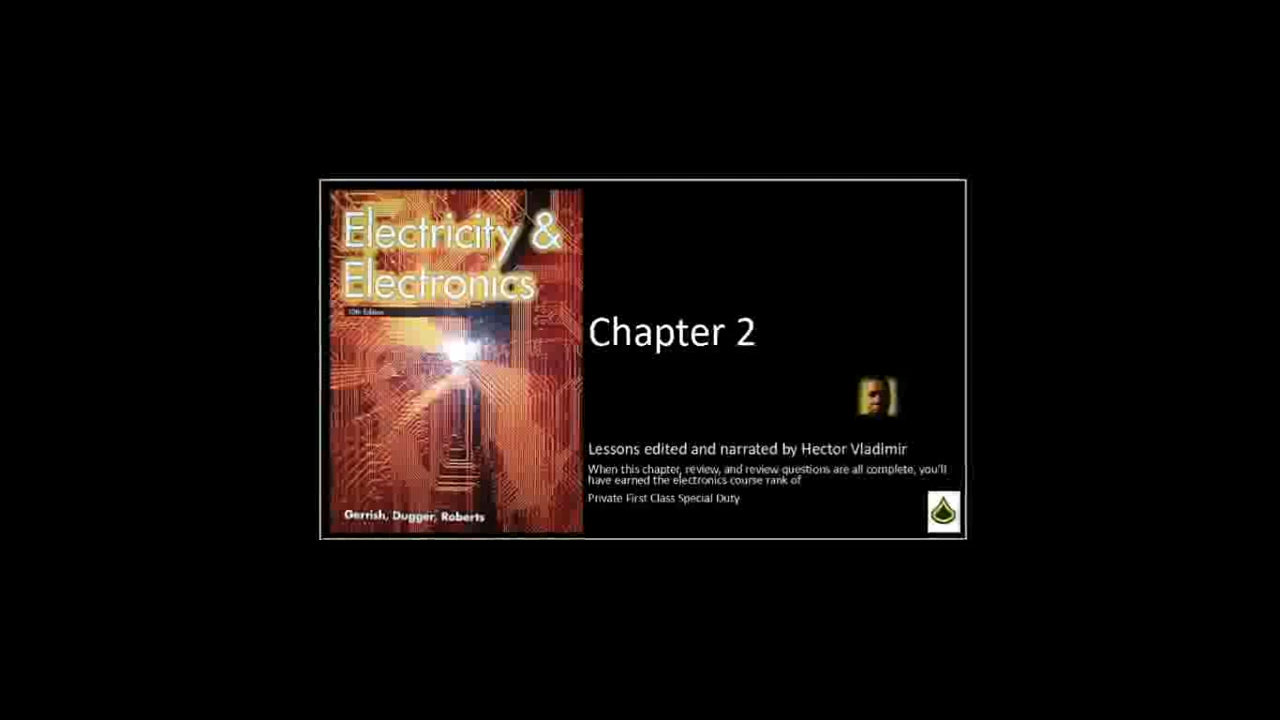 Electricity &
Electronics
10th Edition
Gerrish, Dugger, Roberts
Chapter 2
Lessons edited and narrated by Hector Vladimir
When this chapter, review, and review questions are all complete, you'll
have earned the electronics course rank of
Private First Class Special Duty